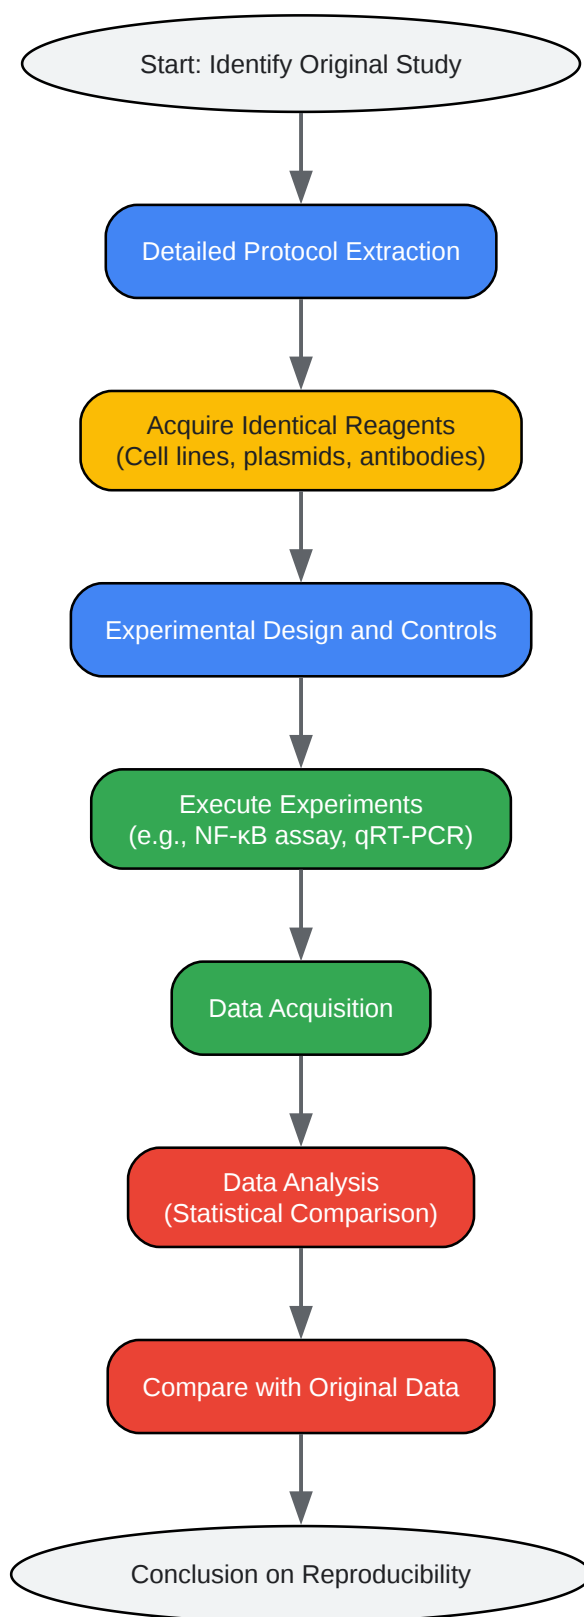 Start: Identify Original Study
Detailed Protocol Extraction
Acquire Identical Reagents
(Cell lines, plasmids, antibodies)
Experimental Design and Controls
Execute Experiments
(e.g., NF-κB assay, qRT-PCR)
Data Acquisition
Data Analysis
(Statistical Comparison)
Compare with Original Data
Conclusion on Reproducibility